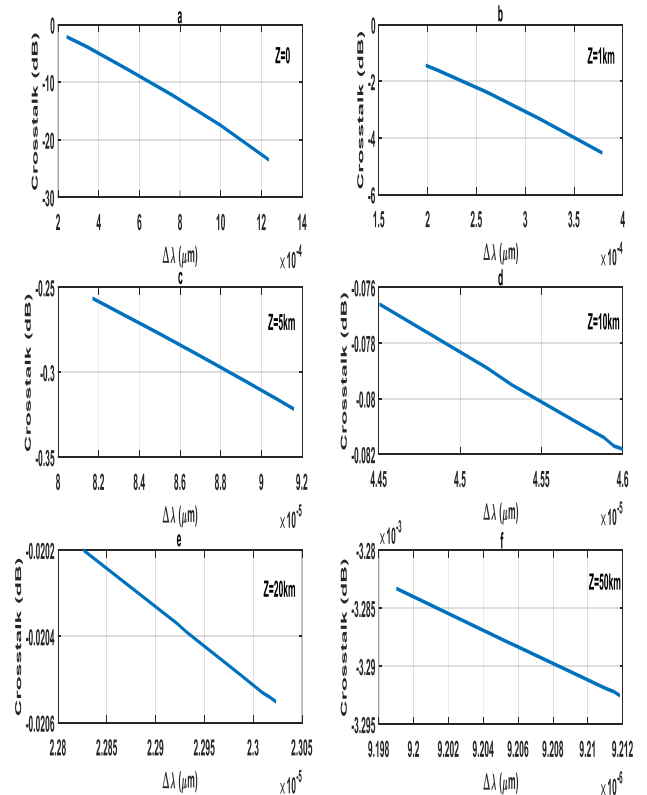 a
0
-10
-20
-30
Crosstalk (dB)
Z=0
2 4 6 8 10 12 14
Δλ (μm)
×10^-4
b
0
-2
-4
-6
Crosstalk (dB)
Z=1km
1.5 2 2.5 3 3.5 4
Δλ (μm)
×10^-4
c
-0.25
-0.3
-0.35
Crosstalk (dB)
Z=5km
8 8.2 8.4 8.6 8.8 9 9.2
Δλ (μm)
×10^-5
d
-0.076
-0.078
-0.08
-0.082
Crosstalk (dB)
Z=10km
4.45 4.5 4.55 4.6
Δλ (μm)
×10^-5
e
-0.0202
-0.0204
-0.0206
Crosstalk (dB)
Z=20km
2.28 2.285 2.29 2.295 2.3 2.305
Δλ (μm)
×10^-5
f
×10^-3
-3.28
-3.285
-3.29
-3.295
Crosstalk (dB)
Z=50km
9.198 9.2 9.202 9.204 9.206 9.208 9.21 9.212
Δλ (μm)
×10^-6